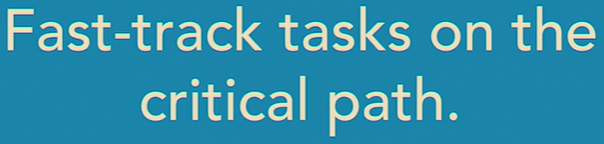 Fast-track tasks on the
critical path.